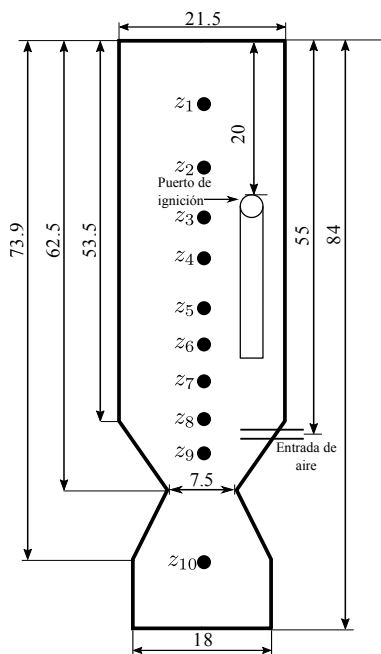 21.5
z1
z2
20
Puerto de
ignición
z3
z4
55
84
53.5
62.5
73.9
z5
z6
z7
z8
z9
Entrada de
aire
7.5
z10
18